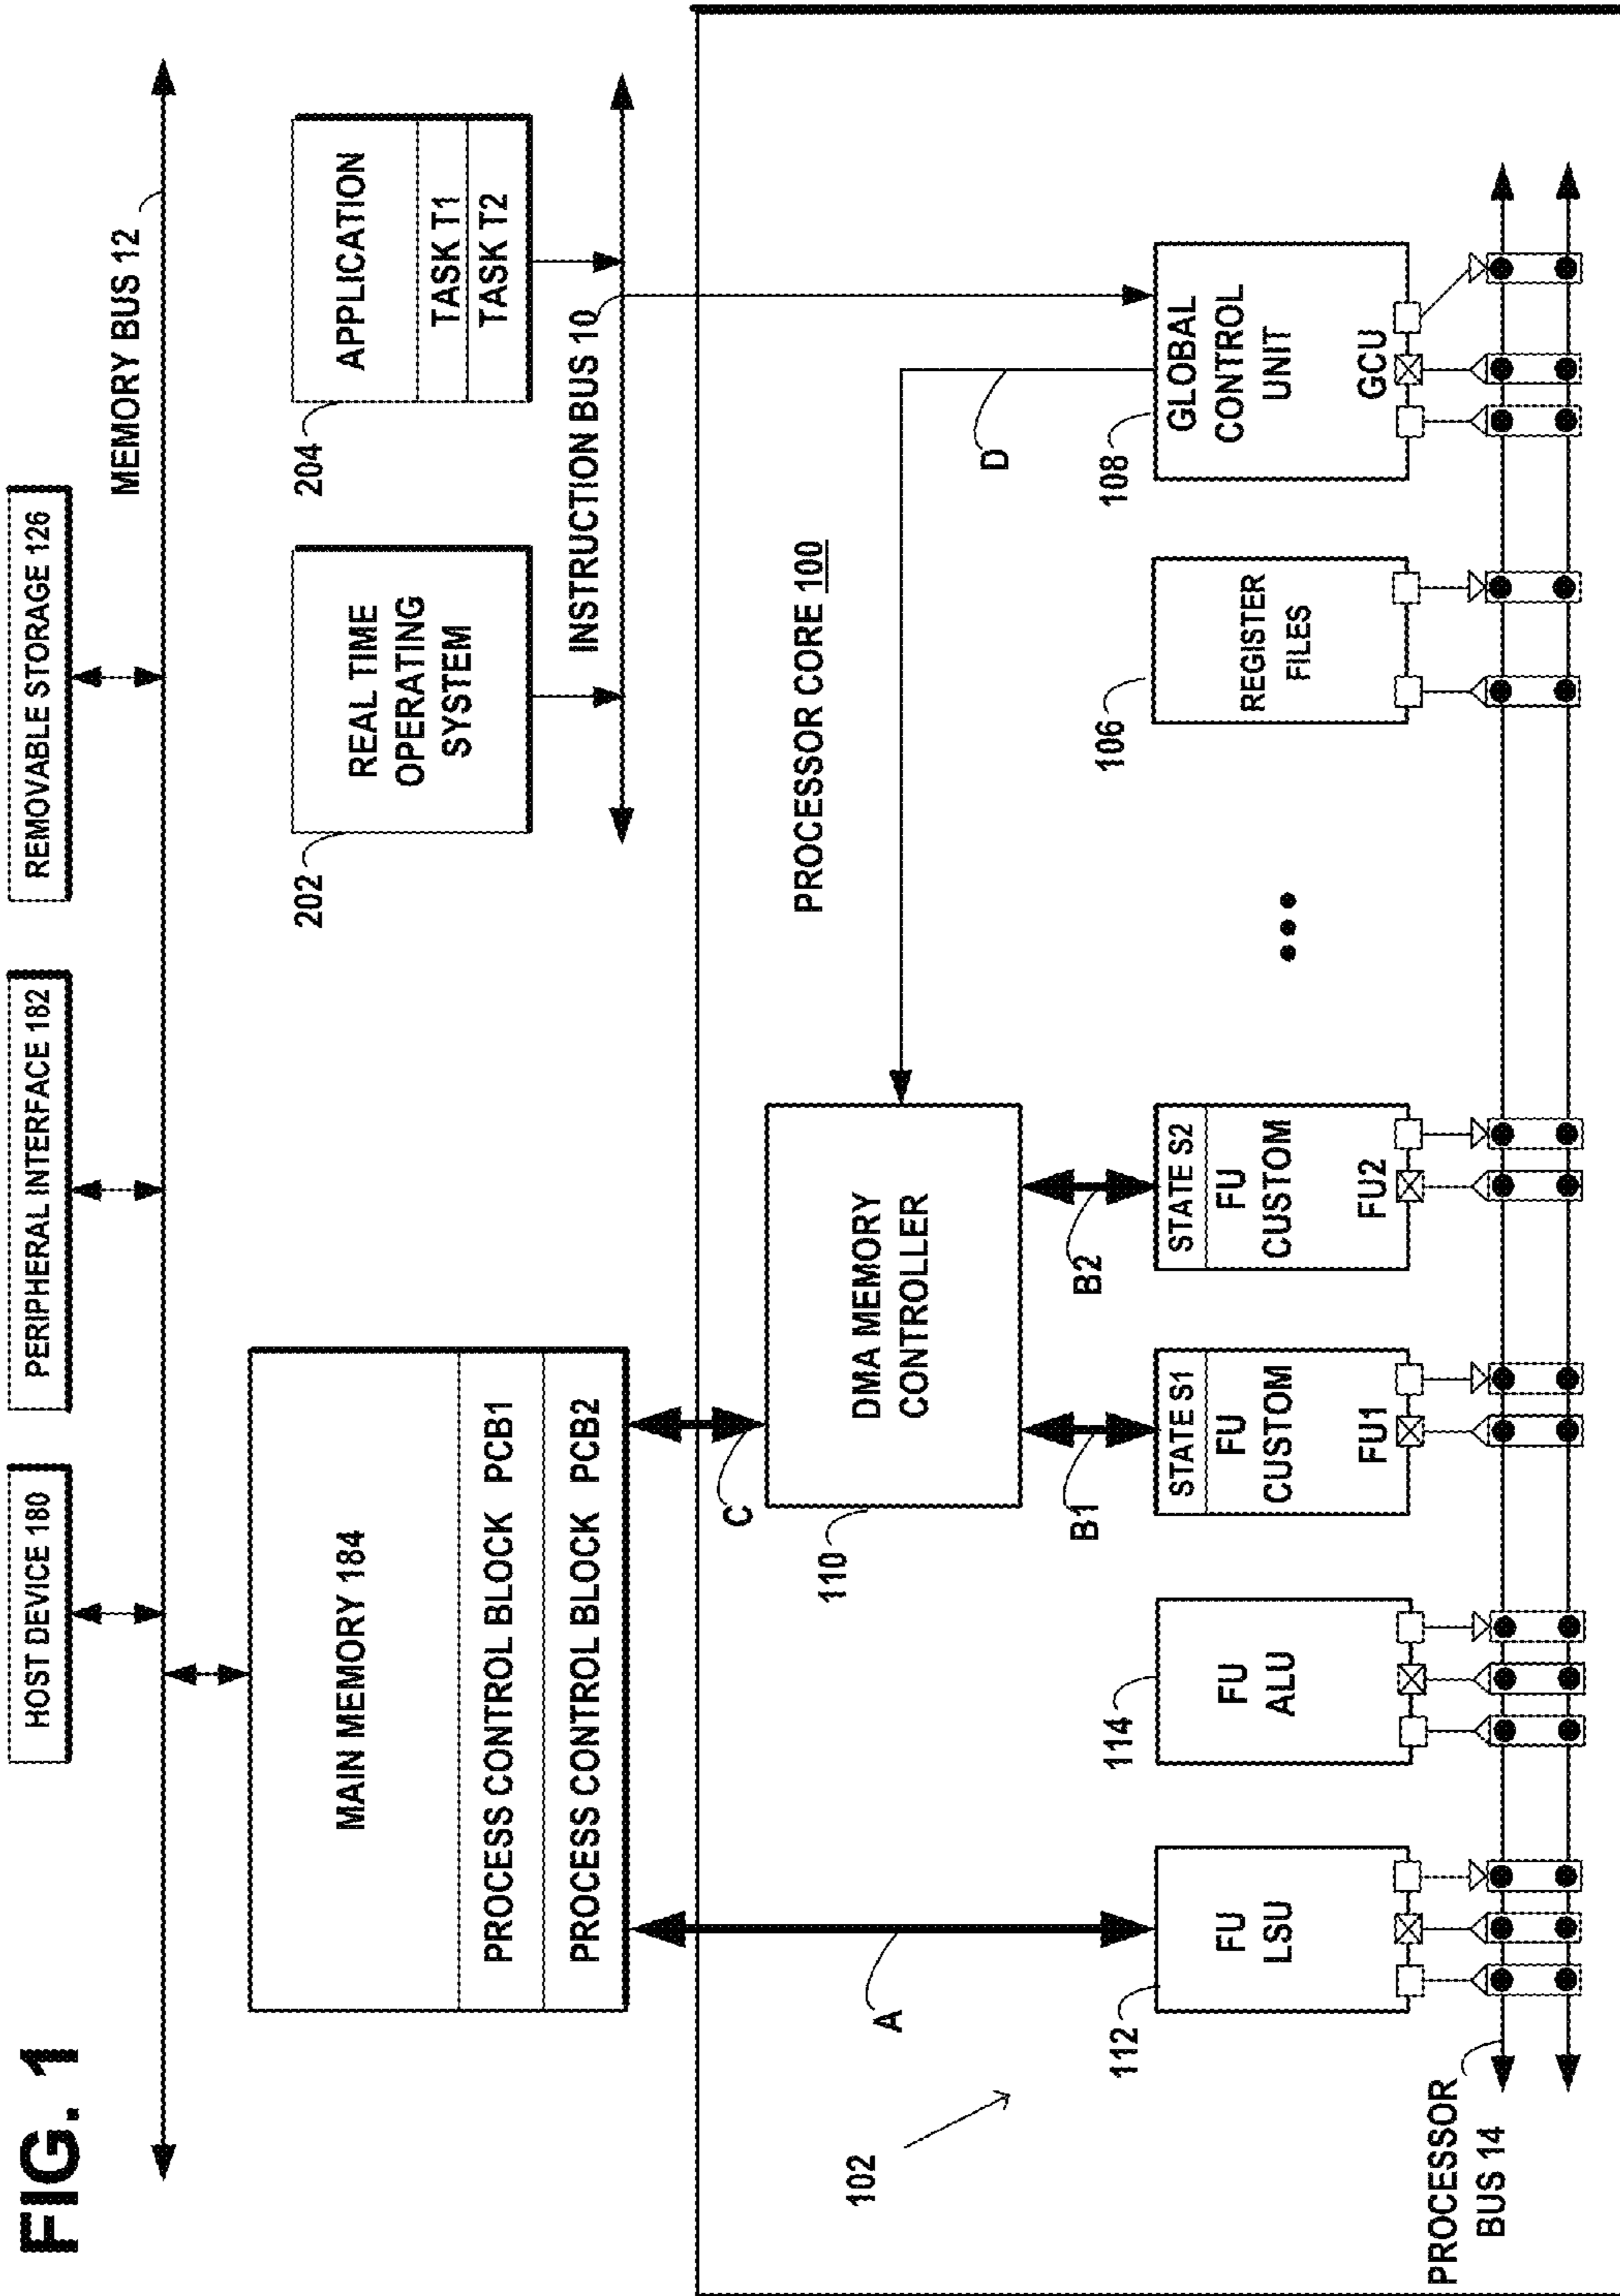 FIG. 1
HOST DEVICE 180
PERIPHERAL INTERFACE 182
REMOVABLE STORAGE 126
MEMORY BUS 12
MAIN MEMORY 184
PROCESS CONTROL BLOCK PCB1
PROCESS CONTROL BLOCK PCB2
202
REAL TIME
OPERATING
SYSTEM
204
APPLICATION
TASK T1
TASK T2
INSTRUCTION BUS 10
PROCESSOR CORE 100
102
A
C
110
DMA MEMORY
CONTROLLER
D
B1
B2
112
FU
LSU
114
FU
ALU
STATE S1
FU
CUSTOM
FU1
STATE S2
FU
CUSTOM
FU2
106
REGISTER
FILES
108
GLOBAL
CONTROL
UNIT
GCU
PROCESSOR
BUS 14